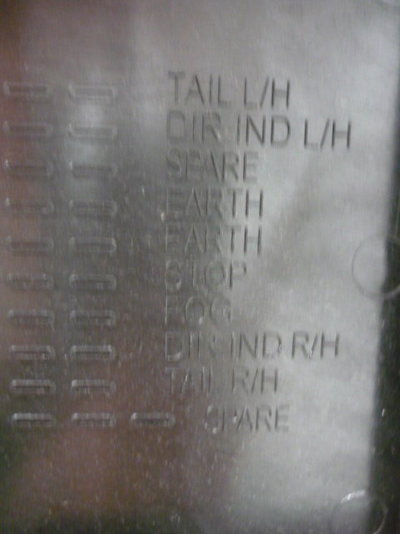 TAIL L/H
DIR IND L/H
SPARE
EARTH
EARTH
STOP
FOG
DIR IND R/H
TAIL R/H
SPARE